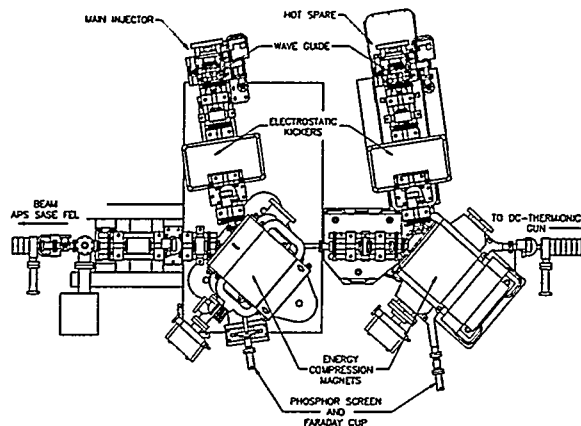 MAIN INJECTOR
HOT SPARE
WAVE GUIDE
ELECTROSTATIC
KICKERS
BEAM
APS SASE FEL
TO DC-THERMONIC
GUN
ENERGY
COMPRESSION
MAGNETS
PHOSPHOR SCREEN
AND
FARADAY CUP